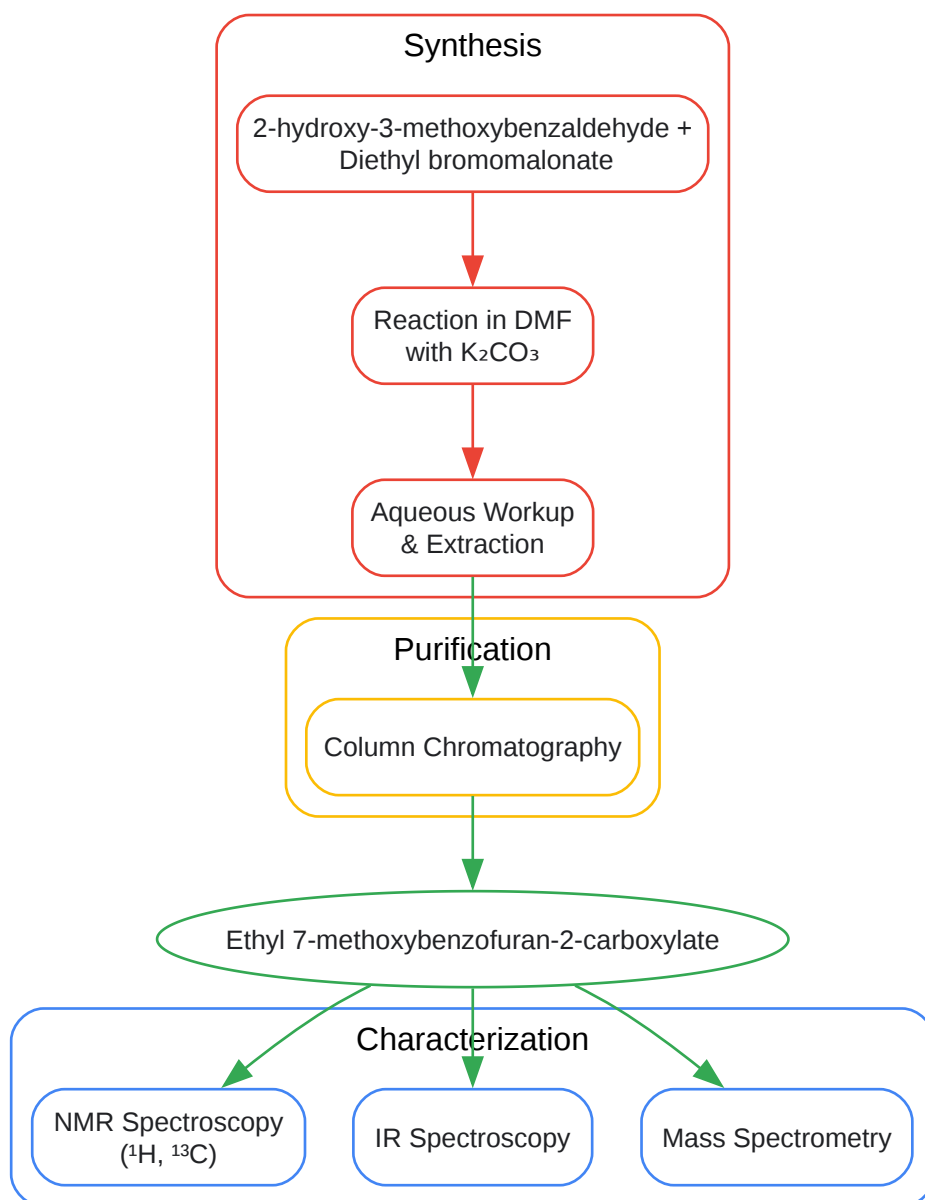 Synthesis
2-hydroxy-3-methoxybenzaldehyde +
Diethyl bromomalonate
Reaction in DMF
with K₂CO₃
Aqueous Workup
& Extraction
Purification
Column Chromatography
Ethyl 7-methoxybenzofuran-2-carboxylate
Characterization
NMR Spectroscopy
(¹H, ¹³C)
IR Spectroscopy
Mass Spectrometry